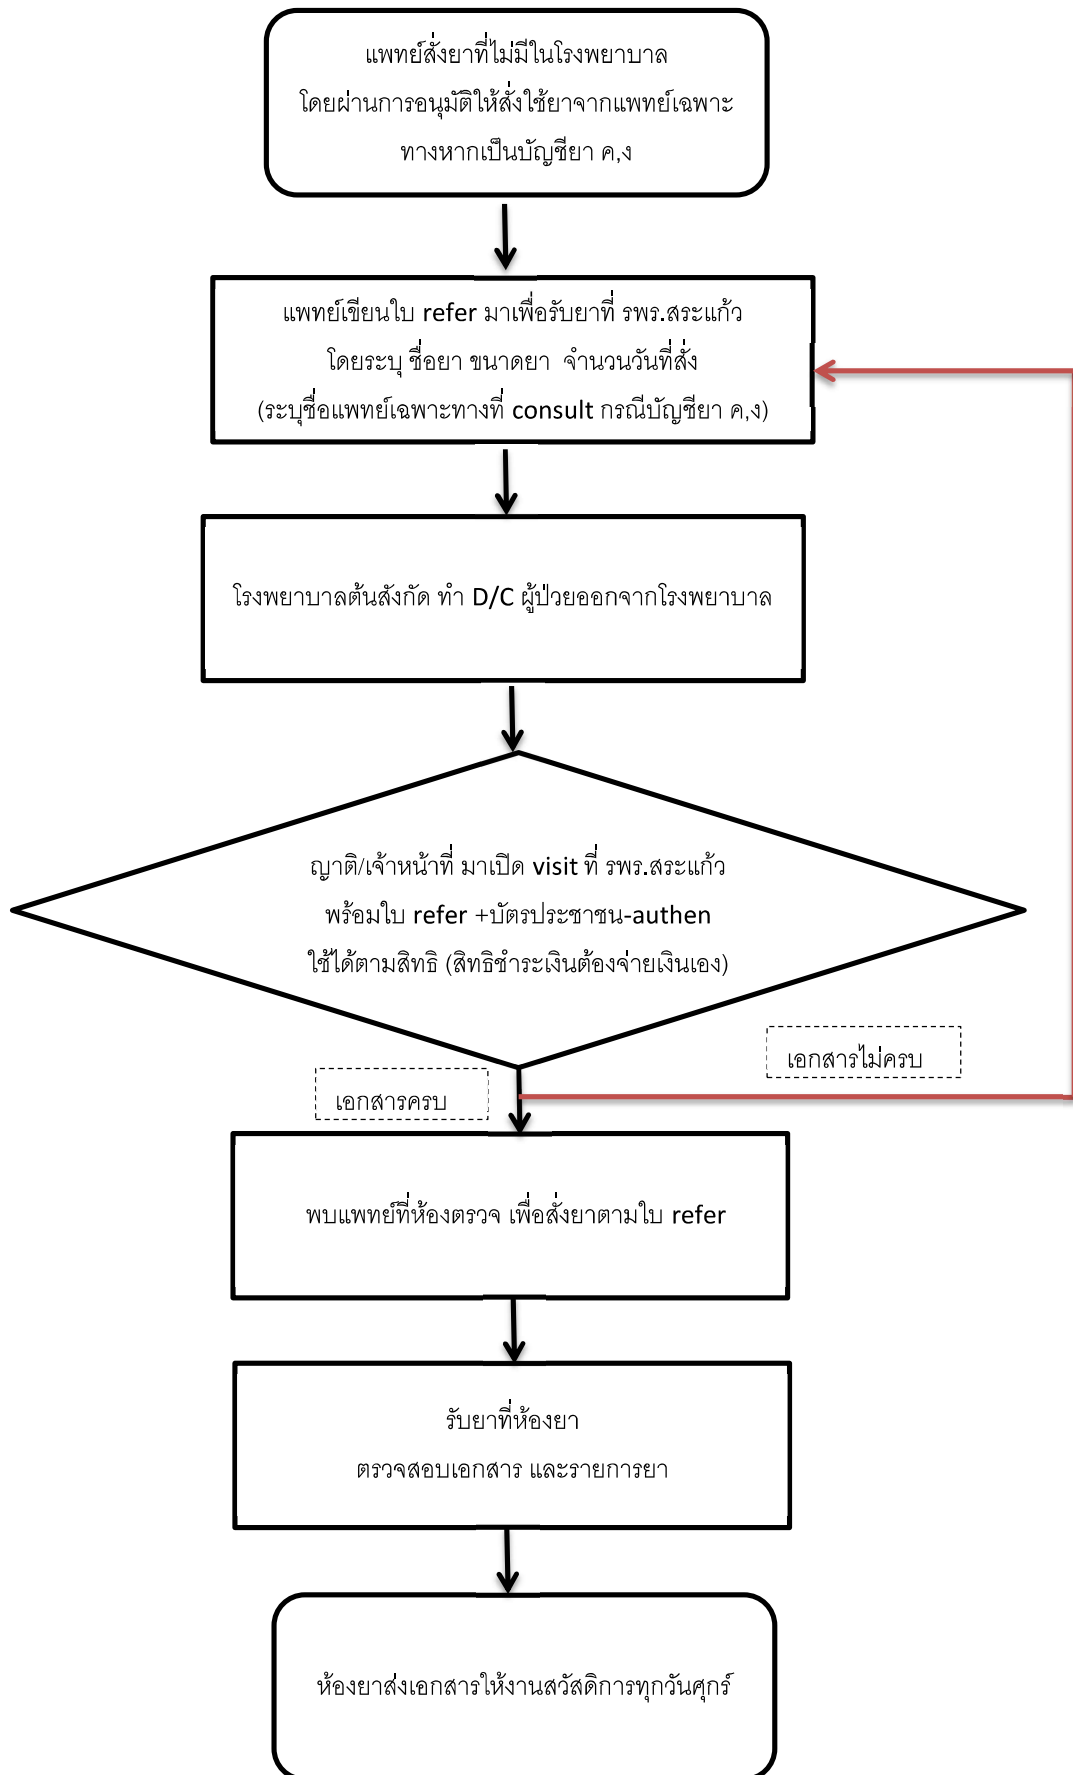 แพทย์สั่งยาที่ไม่มีในโรงพยาบาล
โดยผ่านการอนุมัติให้สั่งใช้ยาจากแพทย์เฉพาะ
ทางหากเป็นบัญชียา ค,ง
แพทย์เขียนใบ refer มาเพื่อรับยาที่ รพร.สระแก้ว
โดยระบุ ชื่อยา ขนาดยา จำนวนวันที่สั่ง
(ระบุชื่อแพทย์เฉพาะทางที่ consult กรณีบัญชียา ค,ง)
โรงพยาบาลต้นสังกัด ทำ D/C ผู้ป่วยออกจากโรงพยาบาล
ญาติ/เจ้าหน้าที่ มาเปิด visit ที่ รพร.สระแก้ว
พร้อมใบ refer +บัตรประชาชน-authen
ใช้ได้ตามสิทธิ (สิทธิชำระเงินต้องจ่ายเงินเอง)
เอกสารไม่ครบ
เอกสารครบ
พบแพทย์ที่ห้องตรวจ เพื่อสั่งยาตามใบ refer
รับยาที่ห้องยา
ตรวจสอบเอกสาร และรายการยา
ห้องยาส่งเอกสารให้งานสวัสดิการทุกวันศุกร์